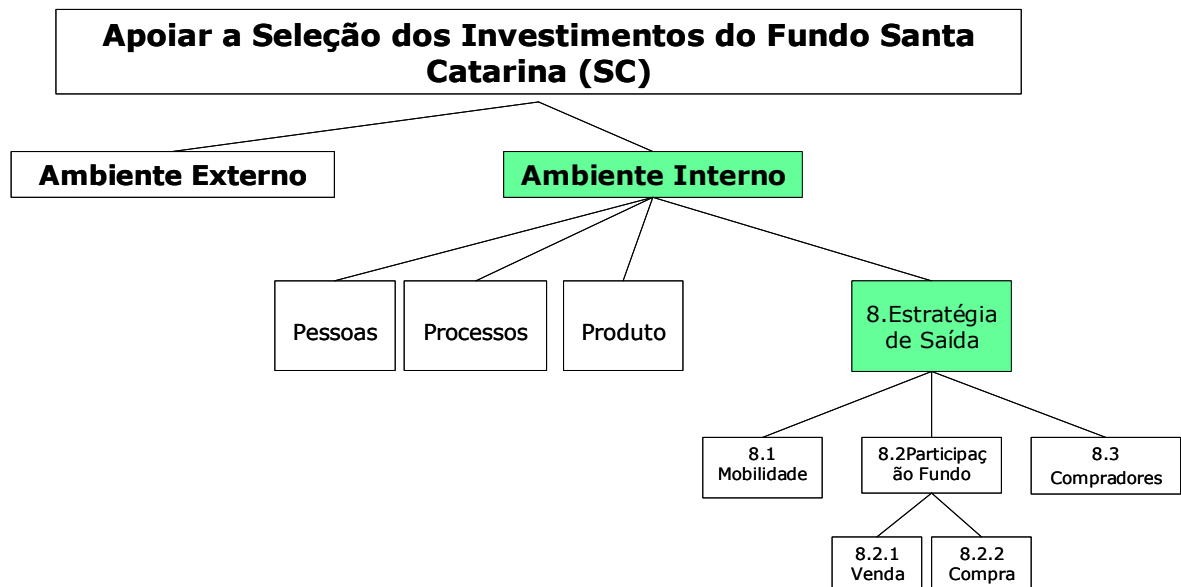 Apoiar a Seleção dos Investimentos do Fundo Santa
Catarina (SC)
Ambiente Externo
Ambiente Interno
Pessoas
Processos
Produto
8.Estratégia
de Saída
8.1
Mobilidade
8.2Participaç
ão Fundo
8.3
Compradores
8.2.1
Venda
8.2.2
Compra